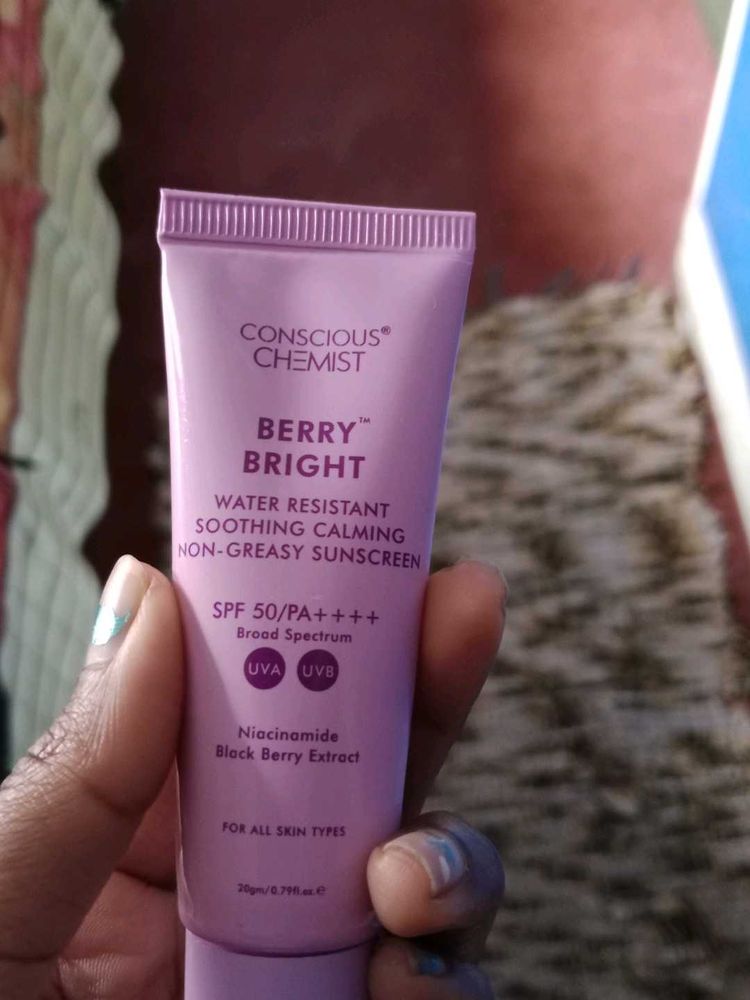 CONSCIOUS®
CHEMIST
BERRY™
BRIGHT
WATER RESISTANT
SOOTHING CALMING
NON-GREASY SUNSCREEN
SPF 50/PA++++
Broad Spectrum
UVA UVB
Niacinamide
Black Berry Extract
FOR ALL SKIN TYPES
20gm/0.79fl.oz.℮